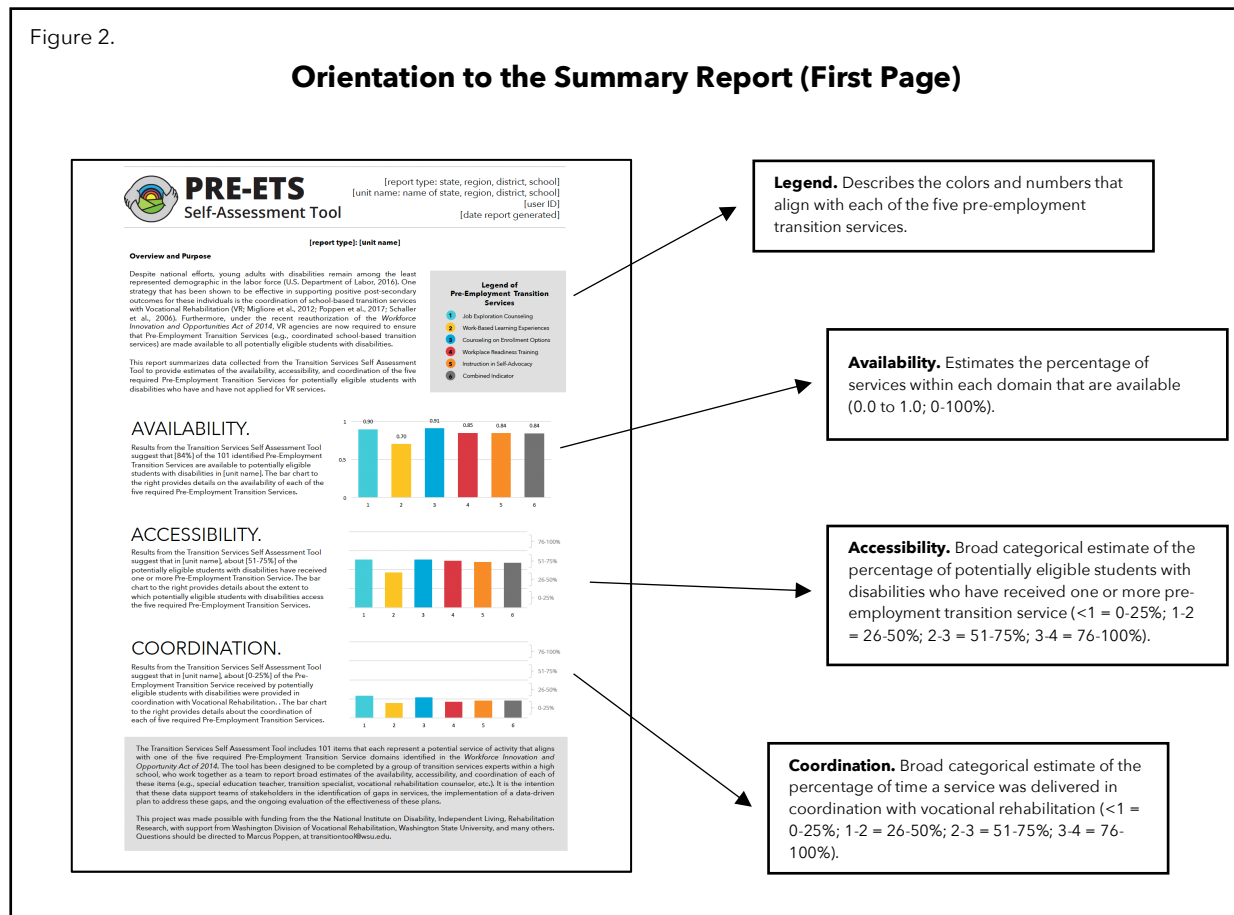 Figure 2.
Orientation to the Summary Report (First Page)
PRE-ETS
Self-Assessment Tool
[report type: state, region, district, school]
[unit name: name of state, region, district, school]
[user ID]
[date report generated]
[report type]: [unit name]
Overview and Purpose
Despite national efforts, young adults with disabilities remain among the least
represented demographic in the labor force (U.S. Department of Labor, 2016). One
strategy that has been shown to be effective in supporting positive post-secondary
outcomes for these individuals is the coordination of school-based transition services
with Vocational Rehabilitation (VR; Migliore et al., 2012; Poppen et al., 2017; Schaller
et al., 2006). Furthermore, under the recent reauthorization of the Workforce
Innovation and Opportunities Act of 2014, VR agencies are now required to ensure
that Pre-Employment Transition Services (e.g., coordinated school-based transition
services) are made available to all potentially eligible students with disabilities.
This report summarizes data collected from the Transition Services Self Assessment
Tool to provide estimates of the availability, accessibility, and coordination of the five
required Pre-Employment Transition Services for potentially eligible students with
disabilities who have and have not applied for VR services.
Legend of
Pre-Employment Transition
Services
1 Job Exploration Counseling
2 Work-Based Learning Experiences
3 Counseling on Enrollment Options
4 Workplace Readiness Training
5 Instruction in Self-Advocacy
6 Combined Indicator
AVAILABILITY.
Results from the Transition Services Self Assessment Tool
suggest that [84%] of the 101 identified Pre-Employment
Transition Services are available to potentially eligible
students with disabilities in [unit name]. The bar chart to
the right provides details on the availability of each of the
five required Pre-Employment Transition Services.
1
0.5
0
0.90 0.70 0.91 0.85 0.84 0.84
1 2 3 4 5 6
ACCESSIBILITY.
Results from the Transition Services Self Assessment Tool
suggest that in [unit name], about [51-75%] of the
potentially eligible students with disabilities have received
one or more Pre-Employment Transition Service. The bar
chart to the right provides details about the extent to
which potentially eligible students with disabilities access
the five required Pre-Employment Transition Services.
76-100%
51-75%
26-50%
0-25%
1 2 3 4 5 6
COORDINATION.
Results from the Transition Services Self Assessment Tool
suggest that in [unit name], about [0-25%] of the Pre-
Employment Transition Service received by potentially
eligible students with disabilities were provided in
coordination with Vocational Rehabilitation. . The bar chart
to the right provides details about the coordination of
each of five required Pre-Employment Transition Services.
76-100%
51-75%
26-50%
0-25%
1 2 3 4 5 6
The Transition Services Self Assessment Tool includes 101 items that each represent a potential service of activity that aligns
with one of the five required Pre-Employment Transition Service domains identified in the Workforce Innovation and
Opportunity Act of 2014. The tool has been designed to be completed by a group of transition services experts within a high
school, who work together as a team to report broad estimates of the availability, accessibility, and coordination of each of
these items (e.g., special education teacher, transition specialist, vocational rehabilitation counselor, etc.). It is the intention
that these data support teams of stakeholders in the identification of gaps in services, the implementation of a data-driven
plan to address these gaps, and the ongoing evaluation of the effectiveness of these plans.
This project was made possible with funding from the the National Institute on Disability, Independent Living, Rehabilitation
Research, with support from Washington Division of Vocational Rehabilitation, Washington State University, and many others.
Questions should be directed to Marcus Poppen, at transitiontool@wsu.edu.
Legend. Describes the colors and numbers that
align with each of the five pre-employment
transition services.
Availability. Estimates the percentage of
services within each domain that are available
(0.0 to 1.0; 0-100%).
Accessibility. Broad categorical estimate of the
percentage of potentially eligible students with
disabilities who have received one or more pre-
employment transition service (<1 = 0-25%; 1-2
= 26-50%; 2-3 = 51-75%; 3-4 = 76-100%).
Coordination. Broad categorical estimate of the
percentage of time a service was delivered in
coordination with vocational rehabilitation (<1 =
0-25%; 1-2 = 26-50%; 2-3 = 51-75%; 3-4 = 76-
100%).